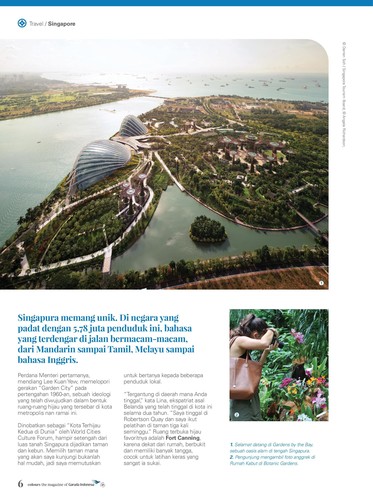 Travel / Singapore
1
Singapura memang unik. Di negara yang
padat dengan 5,78 juta penduduk ini, bahasa
yang terdengar di jalan bermacam-macam,
dari Mandarin sampai Tamil, Melayu sampai
bahasa Inggris.
Perdana Menteri pertamanya,
mendiang Lee Kuan Yew, memelopori
gerakan "Garden City" pada
pertengahan 1960-an, sebuah ideologi
yang telah diwujudkan dalam bentuk
ruang-ruang hijau yang tersebar di kota
metropolis nan ramai ini.
Dinobatkan sebagai "Kota Terhijau
Kedua di Dunia" oleh World Cities
Culture Forum, hampir setengah dari
luas tanah Singapura dijadikan taman
dan kebun. Memilih taman mana
yang akan saya kunjungi bukanlah
hal mudah, jadi saya memutuskan
untuk bertanya kepada beberapa
penduduk lokal.
"Tergantung di daerah mana Anda
tinggal," kata Lina, ekspatriat asal
Belanda yang telah tinggal di kota ini
selama dua tahun. "Saya tinggal di
Robertson Quay dan saya ikut
pelatihan di taman tiga kali
seminggu." Ruang terbuka hijau
favoritnya adalah Fort Canning,
karena dekat dari rumah, berbukit
dan memiliki banyak tangga,
cocok untuk latihan keras yang
sangat ia sukai.
2
1. Selamat datang di Gardens by the Bay,
sebuah oasis alam di tengah Singapura.
2. Pengunjung mengambil foto anggrek di
Rumah Kabut di Botanic Gardens.
6 colours the magazine of Garuda Indonesia